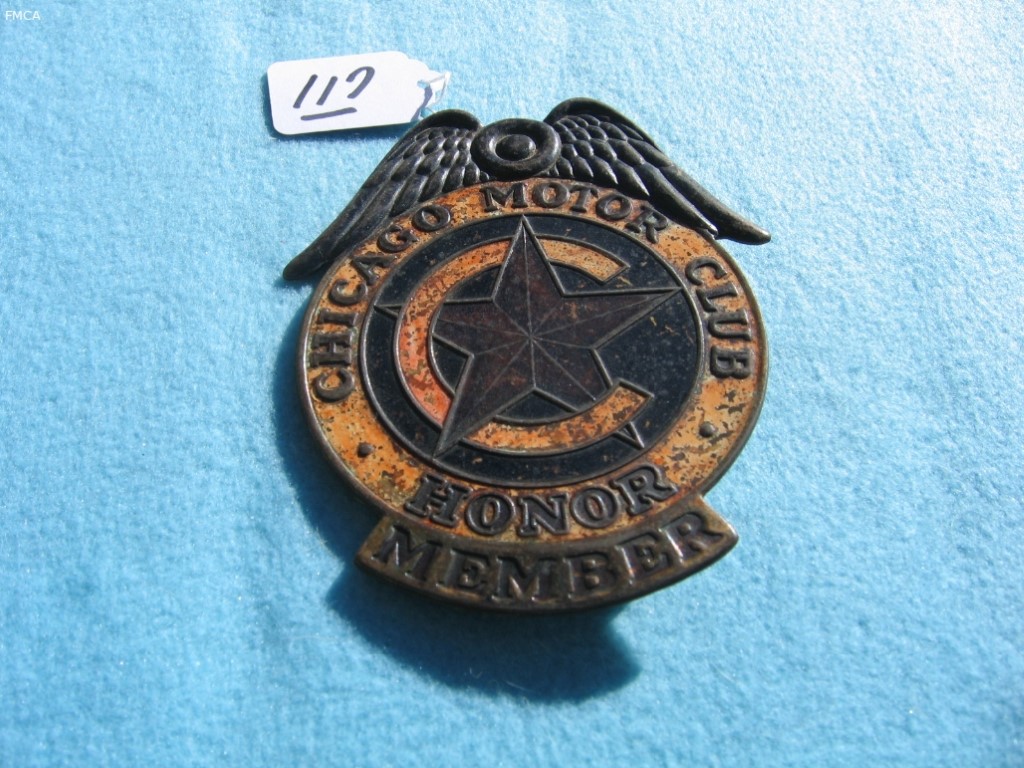 FMCA
117
CHICAGO MOTOR CLUB
HONOR
MEMBER